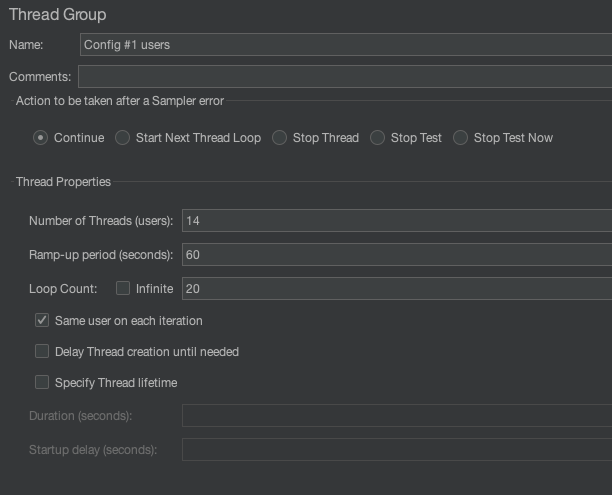 Thread Group
Name: Config #1 users
Comments:
Action to be taken after a Sampler error
Continue Start Next Thread Loop Stop Thread Stop Test Stop Test Now
Thread Properties
Number of Threads (users): 14
Ramp-up period (seconds): 60
Loop Count: Infinite 20
Same user on each iteration
Delay Thread creation until needed
Specify Thread lifetime
Duration (seconds):
Startup delay (seconds):